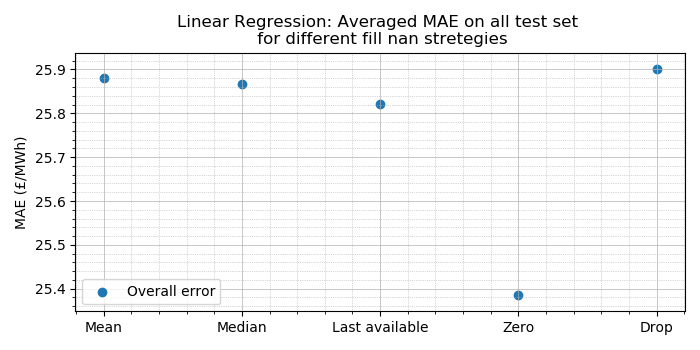 Linear Regression: Averaged MAE on all test set
for different fill nan stretegies
MAE (£/MWh)
25.9
25.8
25.7
25.6
25.5
25.4
Overall error
Mean
Median
Last available
Zero
Drop